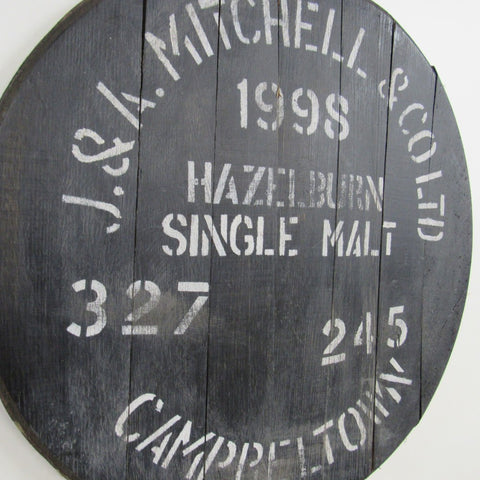 J. & A. MITCHELL & CO LTD
1998
HAZELBURN
SINGLE MALT
327
245
CAMPBELTOWN